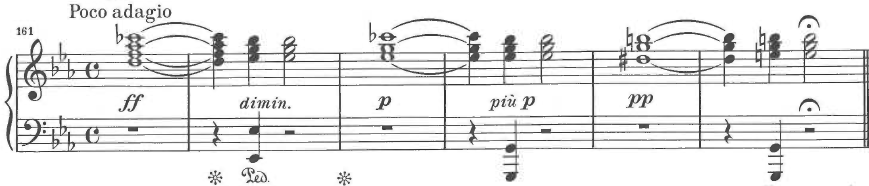 Poco adagio
161
ff dimin. p più p pp
Ped.